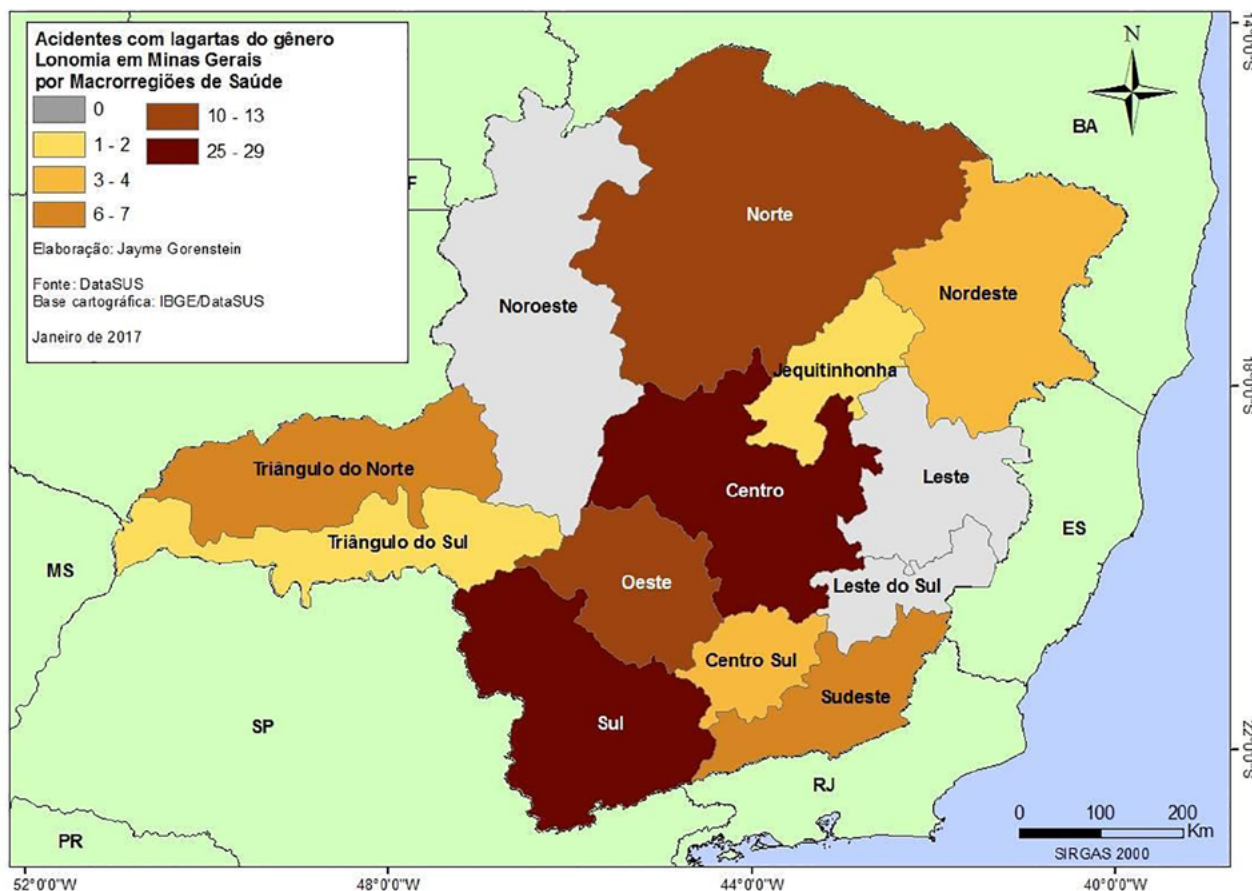 Acidentes com lagartas do gênero
Lonomia em Minas Gerais
por Macrorregiões de Saúde
0
10 - 13
1 - 2
25 - 29
3 - 4
6 - 7
Elaboração: Jayme Gorenstein
Fonte: DataSUS
Base cartográfica: IBGE/DataSUS
Janeiro de 2017
N
14°0'0"S
BA
F
Norte
Nordeste
Noroeste
Jequitinhonha
18°0'0"S
Triângulo do Norte
Leste
Centro
Triângulo do Sul
ES
MS
Oeste
Leste do Sul
Centro Sul
Sudeste
Sul
SP
22°0'0"S
RJ
0 100 200
Km
PR
SIRGAS 2000
52°0'0"W 48°0'0"W 44°0'0"W 40°0'0"W